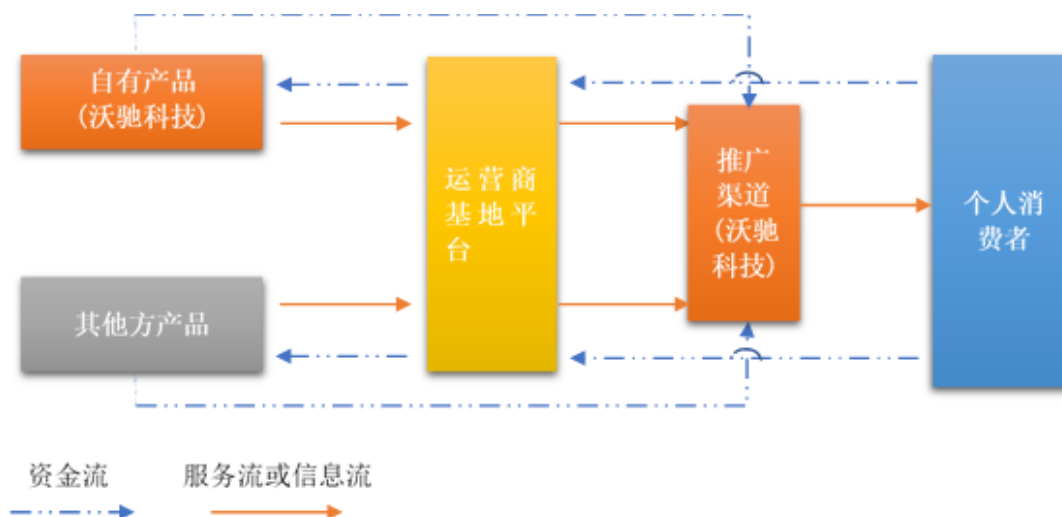 自有产品
(沃驰科技)
运营商
基地平
台
推广
渠道
(沃驰
科技)
个人消
费者
其他方产品
资金流
服务流或信息流